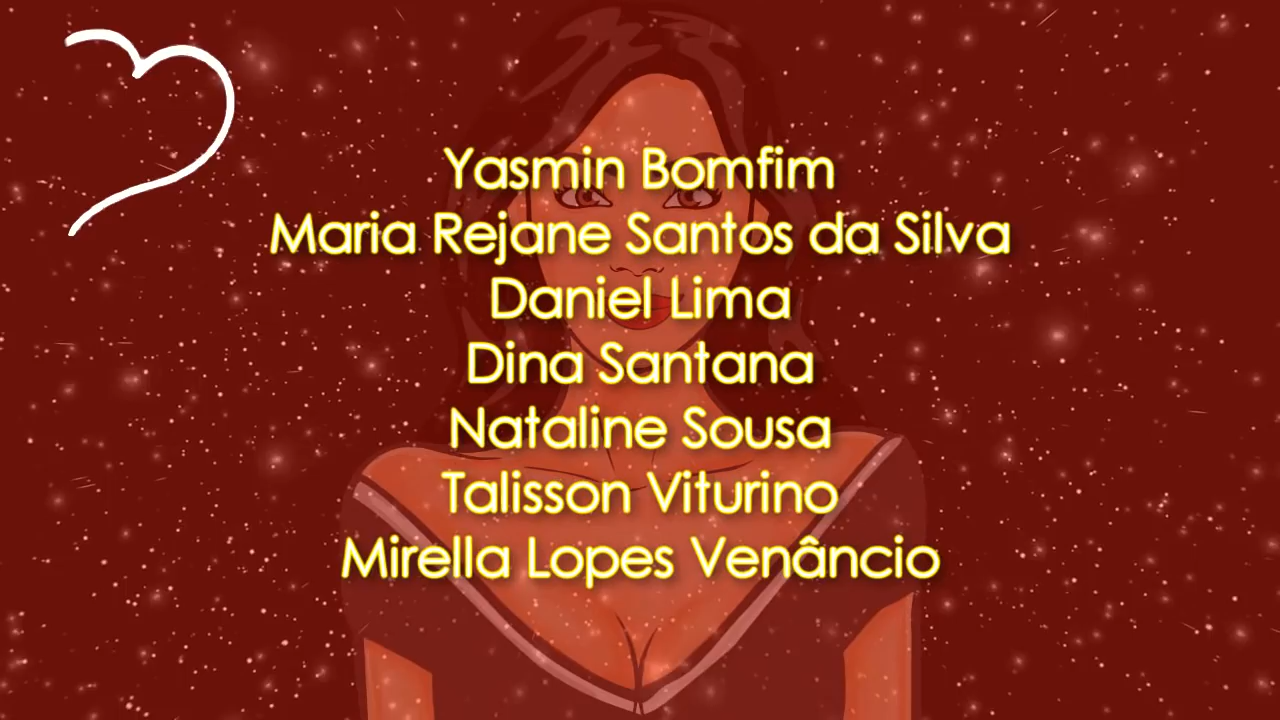 Yasmin Bomfim
Maria Rejane Santos da Silva
Daniel Lima
Dina Santana
Nataline Sousa
Talisson Viturino
Mirella Lopes Venâncio